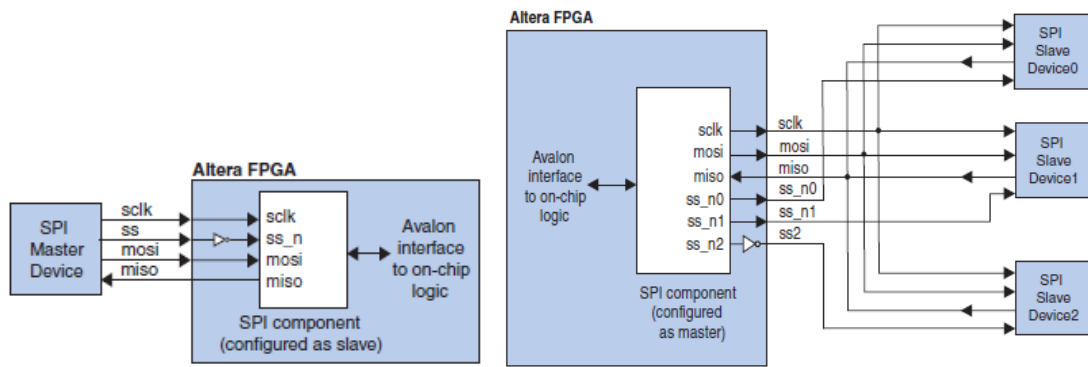 Altera FPGA
SPI
Master
Device
sclk
ss
mosi
miso
sclk
ss_n
mosi
miso
Avalon
interface
to on-chip
logic
SPI component
(configured as slave)
Altera FPGA
Avalon
interface
to on-chip
logic
sclk
mosi
miso
ss_n0
ss_n1
ss_n2
SPI component
(configured
as master)
sclk
mosi
miso
ss_n0
ss_n1
ss2
SPI
Slave
Device0
SPI
Slave
Device1
SPI
Slave
Device2